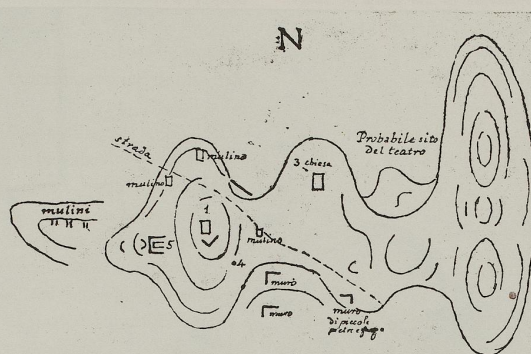 N
strada
mulino
3 chiesa
Probabile sito
del teatro
mulino
mulini
1
5
mulino
4
muro
muro
muro
di piccole